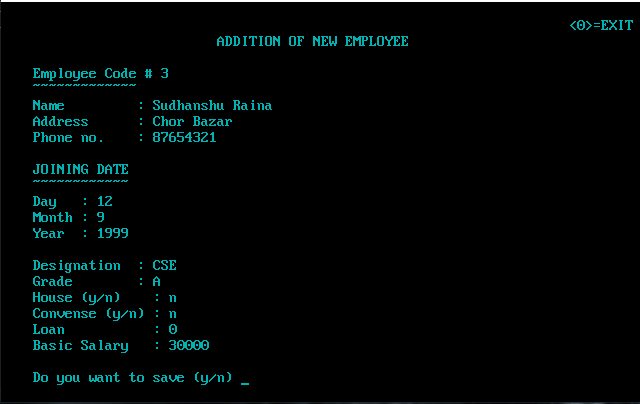 <0>=EXIT
ADDITION OF NEW EMPLOYEE
Employee Code # 3
~~~~~~~~~~~~~
Name : Sudhanshu Raina
Address : Chor Bazar
Phone no. : 87654321
JOINING DATE
~~~~~~~~~~~~
Day : 12
Month : 9
Year : 1999
Designation : CSE
Grade : A
House (y/n) : n
Convense (y/n) : n
Loan : 0
Basic Salary : 30000
Do you want to save (y/n) _